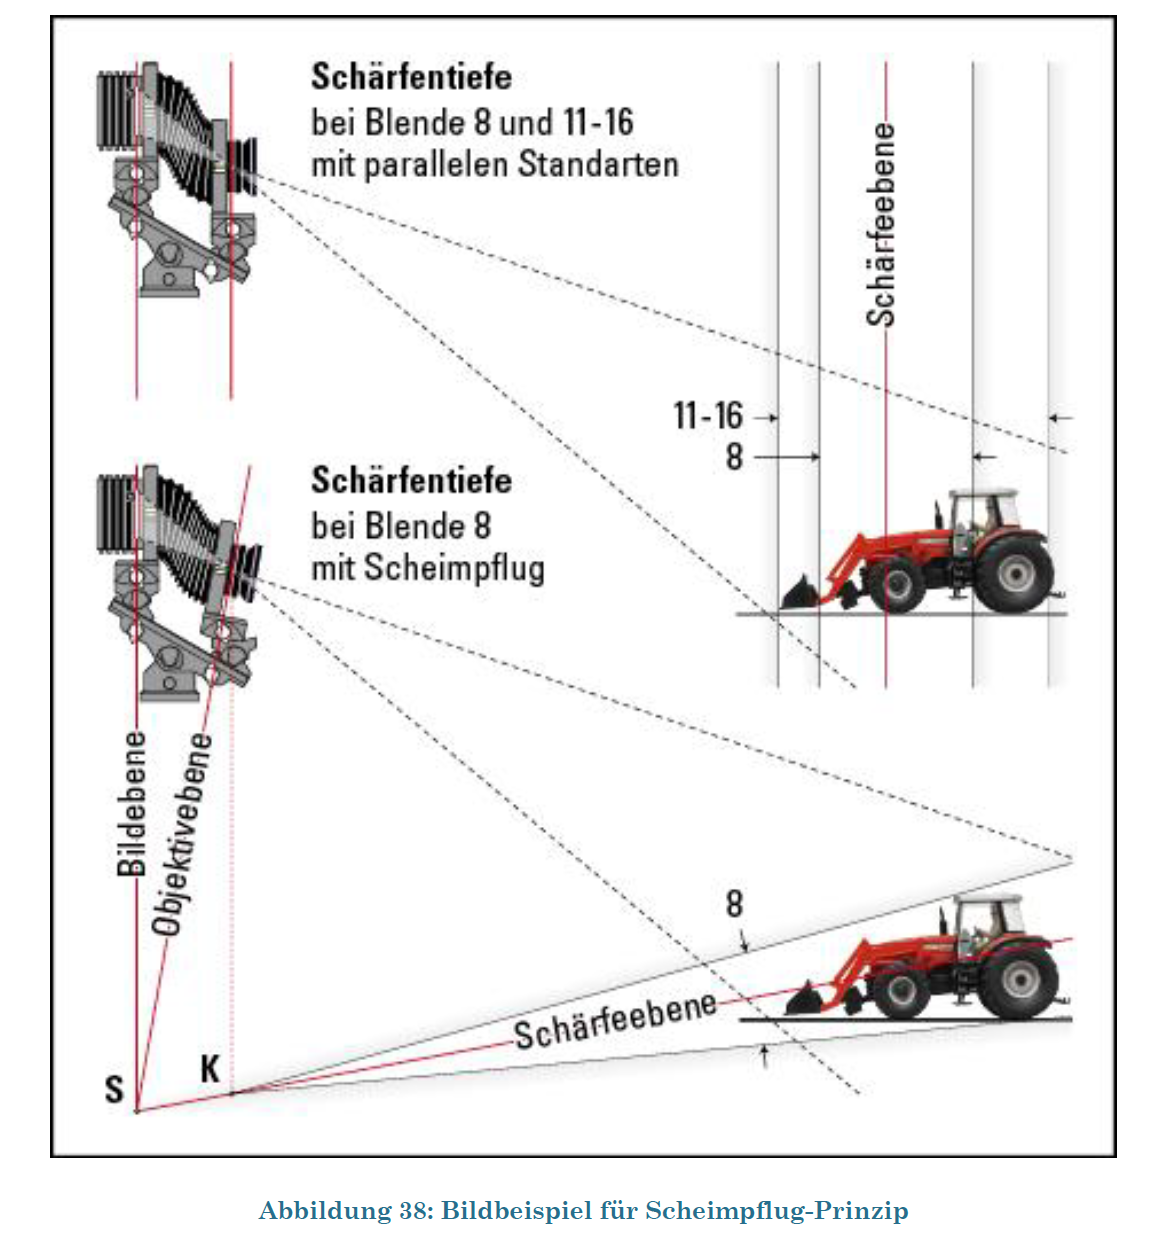 Schärfentiefe
bei Blende 8 und 11-16
mit parallelen Standarten
Schärfeebene
11-16
8
Schärfentiefe
bei Blende 8
mit Scheimpflug
Bildebene
Objektivebene
8
Schärfeebene
K
S
Abbildung 38: Bildbeispiel für Scheimpflug-Prinzip